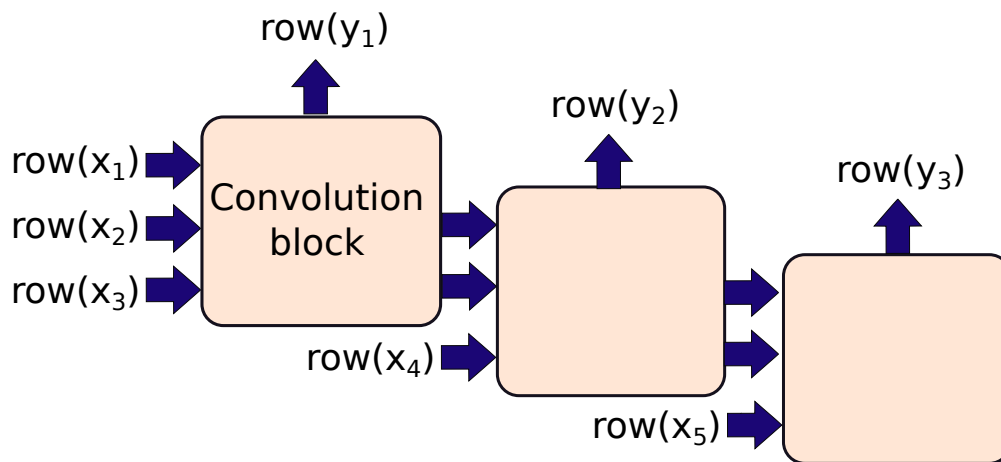 row(y₁)
row(x₁)
row(x₂)
row(x₃)
Convolution
block
row(y₂)
row(x₄)
row(y₃)
row(x₅)